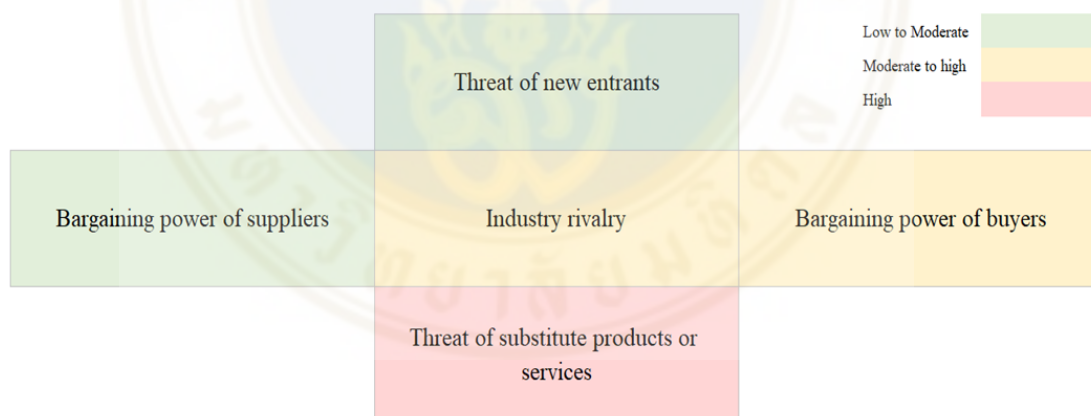 Low to Moderate
Moderate to high
High
Threat of new entrants
Bargaining power of suppliers
Industry rivalry
Bargaining power of buyers
Threat of substitute products or
services